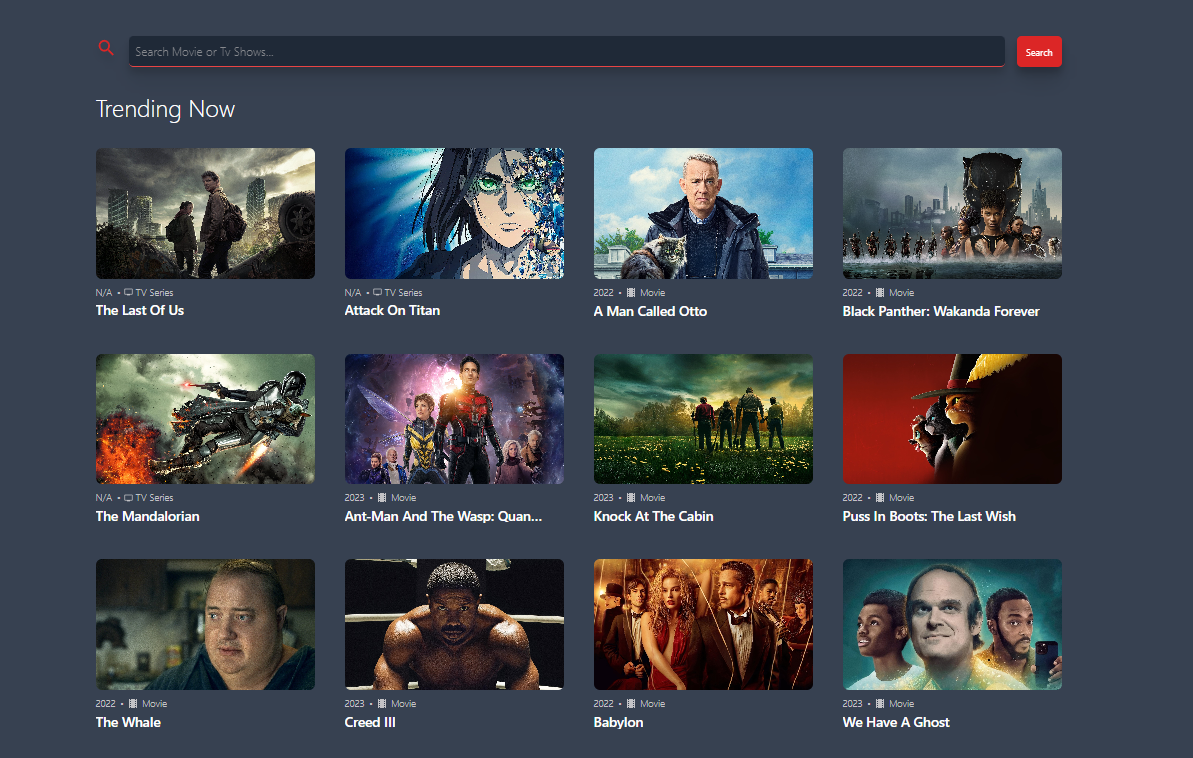 Search Movie or Tv Shows...
Search
Trending Now
N/A • TV Series
The Last Of Us
N/A • TV Series
Attack On Titan
2022 • Movie
A Man Called Otto
2022 • Movie
Black Panther: Wakanda Forever
N/A • TV Series
The Mandalorian
2023 • Movie
Ant-Man And The Wasp: Quan...
2023 • Movie
Knock At The Cabin
2022 • Movie
Puss In Boots: The Last Wish
2022 • Movie
The Whale
2023 • Movie
Creed III
2022 • Movie
Babylon
2023 • Movie
We Have A Ghost